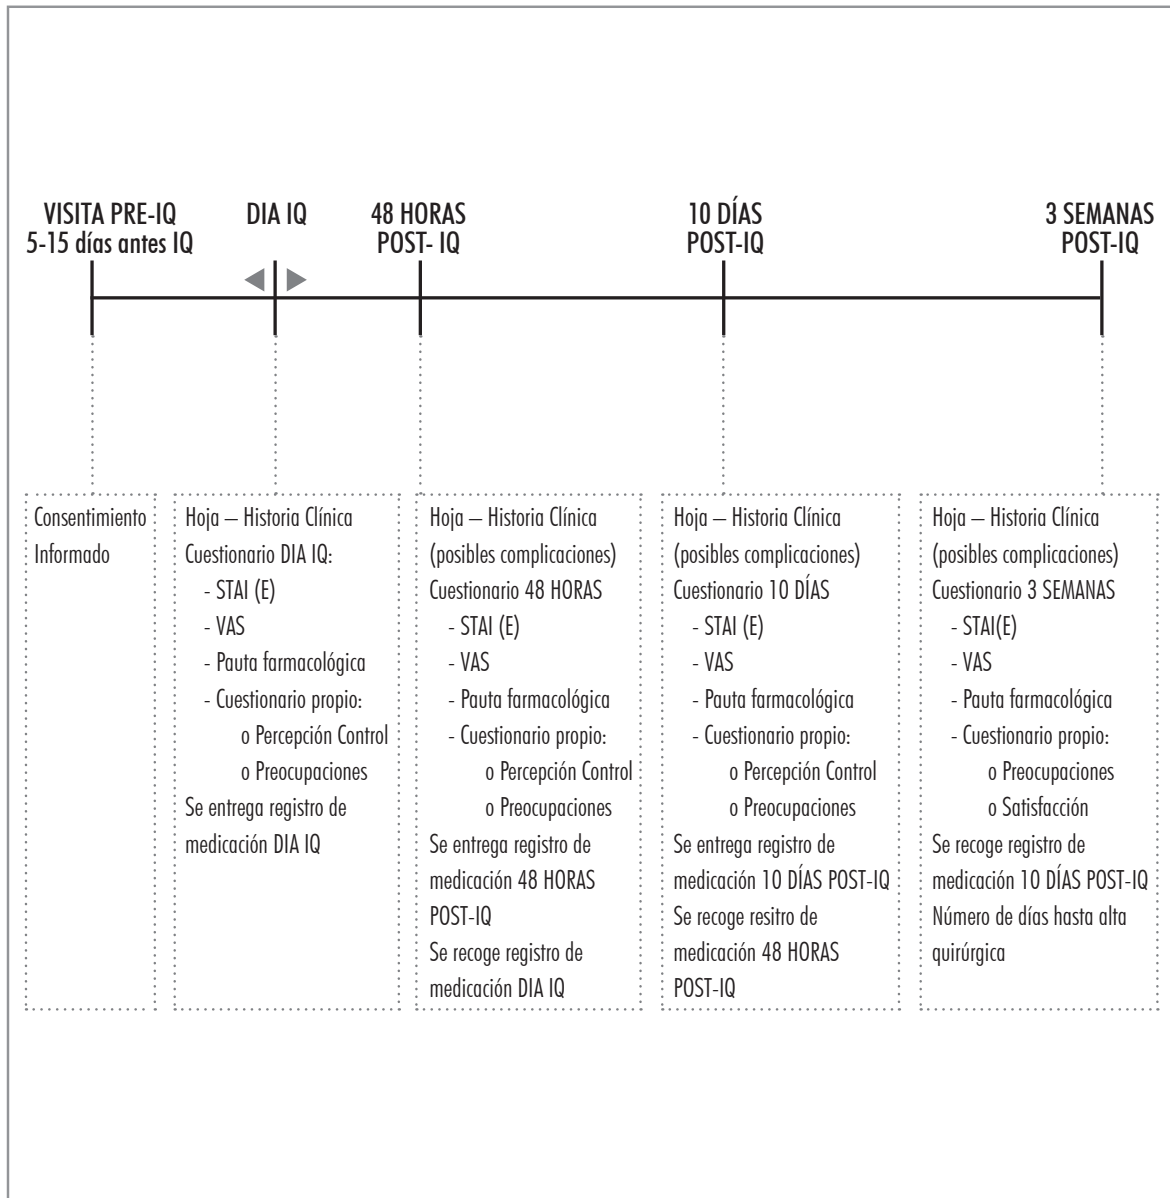 VISITA PRE-IQ
5-15 días antes IQ
DIA IQ
48 HORAS
POST- IQ
10 DÍAS
POST-IQ
3 SEMANAS
POST-IQ
Consentimiento
Informado
Hoja – Historia Clínica
Cuestionario DIA IQ:
- STAI (E)
- VAS
- Pauta farmacológica
- Cuestionario propio:
o Percepción Control
o Preocupaciones
Se entrega registro de
medicación DIA IQ
Hoja – Historia Clínica
(posibles complicaciones)
Cuestionario 48 HORAS
- STAI (E)
- VAS
- Pauta farmacológica
- Cuestionario propio:
o Percepción Control
o Preocupaciones
Se entrega registro de
medicación 48 HORAS
POST-IQ
Se recoge registro de
medicación DIA IQ
Hoja – Historia Clínica
(posibles complicaciones)
Cuestionario 10 DÍAS
- STAI (E)
- VAS
- Pauta farmacológica
- Cuestionario propio:
o Percepción Control
o Preocupaciones
Se entrega registro de
medicación 10 DÍAS POST-IQ
Se recoge resitro de
medicación 48 HORAS
POST-IQ
Hoja – Historia Clínica
(posibles complicaciones)
Cuestionario 3 SEMANAS
- STAI(E)
- VAS
- Pauta farmacológica
- Cuestionario propio:
o Preocupaciones
o Satisfacción
Se recoge registro de
medicación 10 DÍAS POST-IQ
Número de días hasta alta
quirúrgica